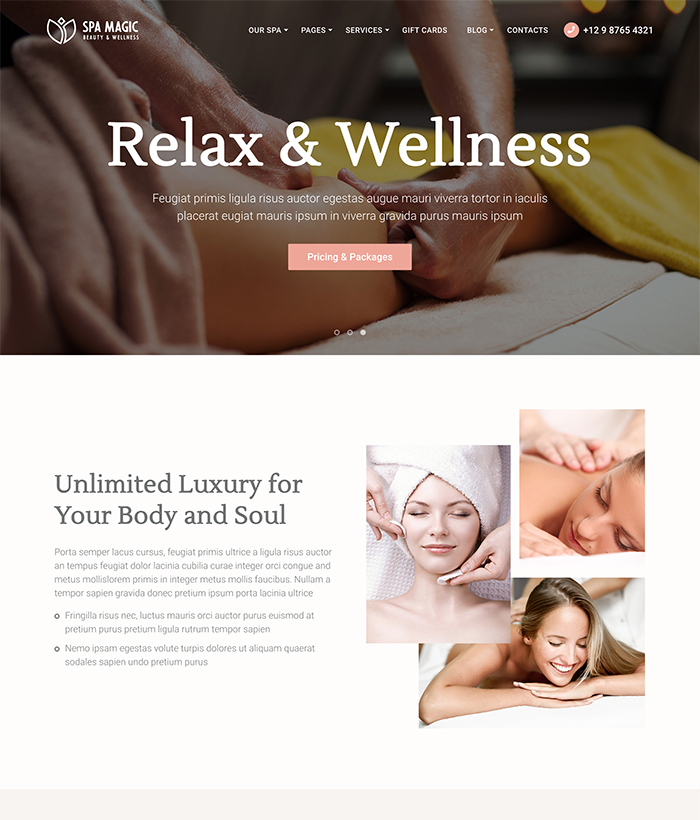 SPA MAGIC
BEAUTY & WELLNESS
OUR SPA PAGES SERVICES GIFT CARDS BLOG CONTACTS +12 9 8765 4321
Relax & Wellness
Feugiat primis ligula risus auctor egestas augue mauri viverra tortor in iaculis
placerat eugiat mauris ipsum in viverra gravida purus mauris ipsum
Pricing & Packages
Unlimited Luxury for
Your Body and Soul
Porta semper lacus cursus, feugiat primis ultrice a ligula risus auctor
an tempus feugiat dolor lacinia cubilia curae integer orci congue and
metus mollislorem primis in integer metus mollis faucibus. Nullam a
tempor sapien gravida donec pretium ipsum porta lacinia ultrice
Fringilla risus nec, luctus mauris orci auctor purus euismod at
pretium purus pretium ligula rutrum tempor sapien
Nemo ipsam egestas volute turpis dolores ut aliquam quaerat
sodales sapien undo pretium purus